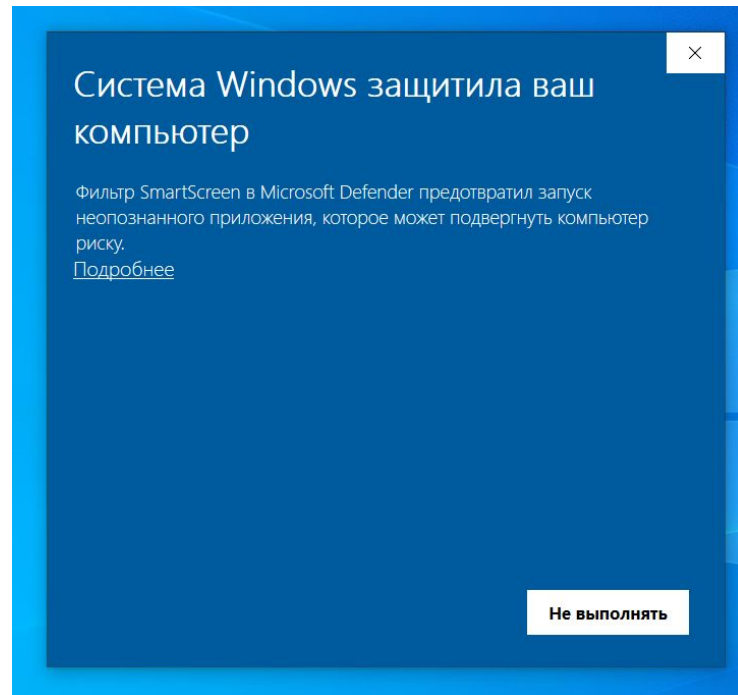 Система Windows защитила ваш
компьютер
Фильтр SmartScreen в Microsoft Defender предотвратил запуск
неопознанного приложения, которое может подвергнуть компьютер
риску.
Подробнее
Не выполнять